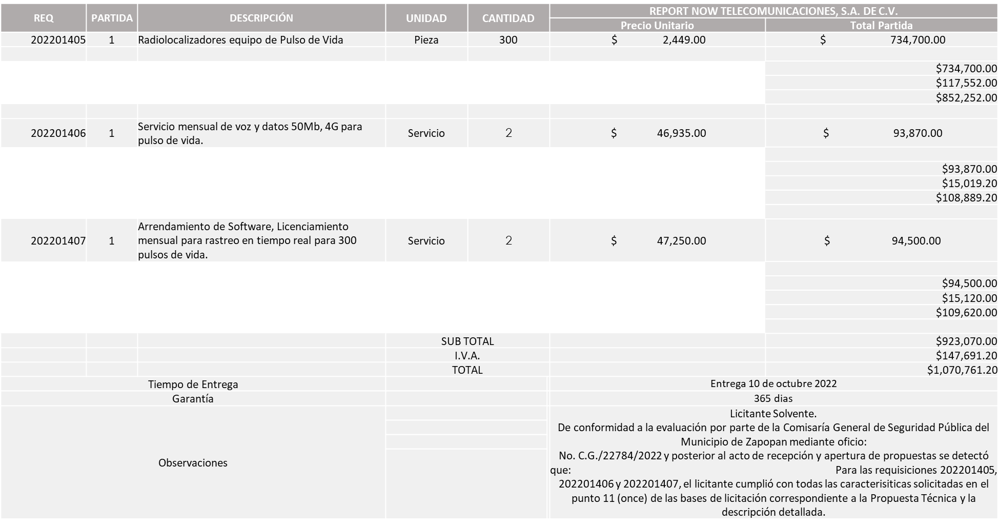 REQ PARTIDA DESCRIPCIÓN UNIDAD CANTIDAD REPORT NOW TELECOMUNICACIONES, S.A. DE C.V.
Precio Unitario Total Partida
202201405 1 Radiolocalizadores equipo de Pulso de Vida Pieza 300 $ 2,449.00 $ 734,700.00
$734,700.00
$117,552.00
$852,252.00
202201406 1 Servicio mensual de voz y datos 50Mb, 4G para
pulso de vida. Servicio 2 $ 46,935.00 $ 93,870.00
$93,870.00
$15,019.20
$108,889.20
Arrendamiento de Software, Licenciamiento
202201407 1 mensual para rastreo en tiempo real para 300 Servicio 2 $ 47,250.00 $ 94,500.00
pulsos de vida.
$94,500.00
$15,120.00
$109,620.00
SUB TOTAL $923,070.00
I.V.A. $147,691.20
TOTAL $1,070,761.20
Tiempo de Entrega Entrega 10 de octubre 2022
Garantía 365 dias
Observaciones
Licitante Solvente.
De conformidad a la evaluación por parte de la Comisaría General de Seguridad Pública del
Municipio de Zapopan mediante oficio:
No. C.G./22784/2022 y posterior al acto de recepción y apertura de propuestas se detectó
que: Para las requisiciones 202201405,
202201406 y 202201407, el licitante cumplió con todas las caracterisiticas solicitadas en el
punto 11 (once) de las bases de licitación correspondiente a la Propuesta Técnica y la
descripción detallada.